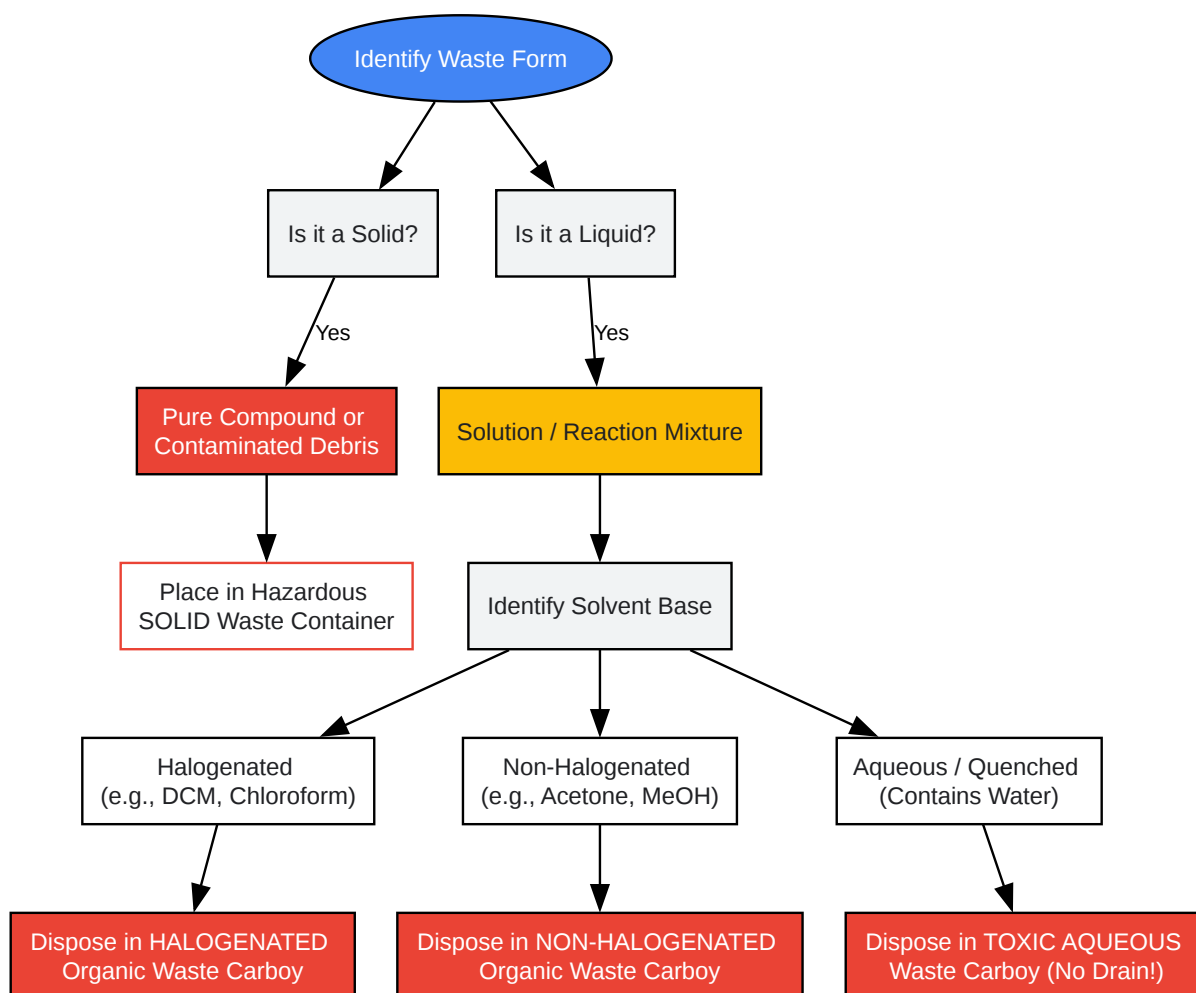 Identify Waste Form
Is it a Solid?
Is it a Liquid?
Yes
Yes
Pure Compound or
Contaminated Debris
Solution / Reaction Mixture
Place in Hazardous
SOLID Waste Container
Identify Solvent Base
Halogenated
(e.g., DCM, Chloroform)
Non-Halogenated
(e.g., Acetone, MeOH)
Aqueous / Quenched
(Contains Water)
Dispose in HALOGENATED
Organic Waste Carboy
Dispose in NON-HALOGENATED
Organic Waste Carboy
Dispose in TOXIC AQUEOUS
Waste Carboy (No Drain!)